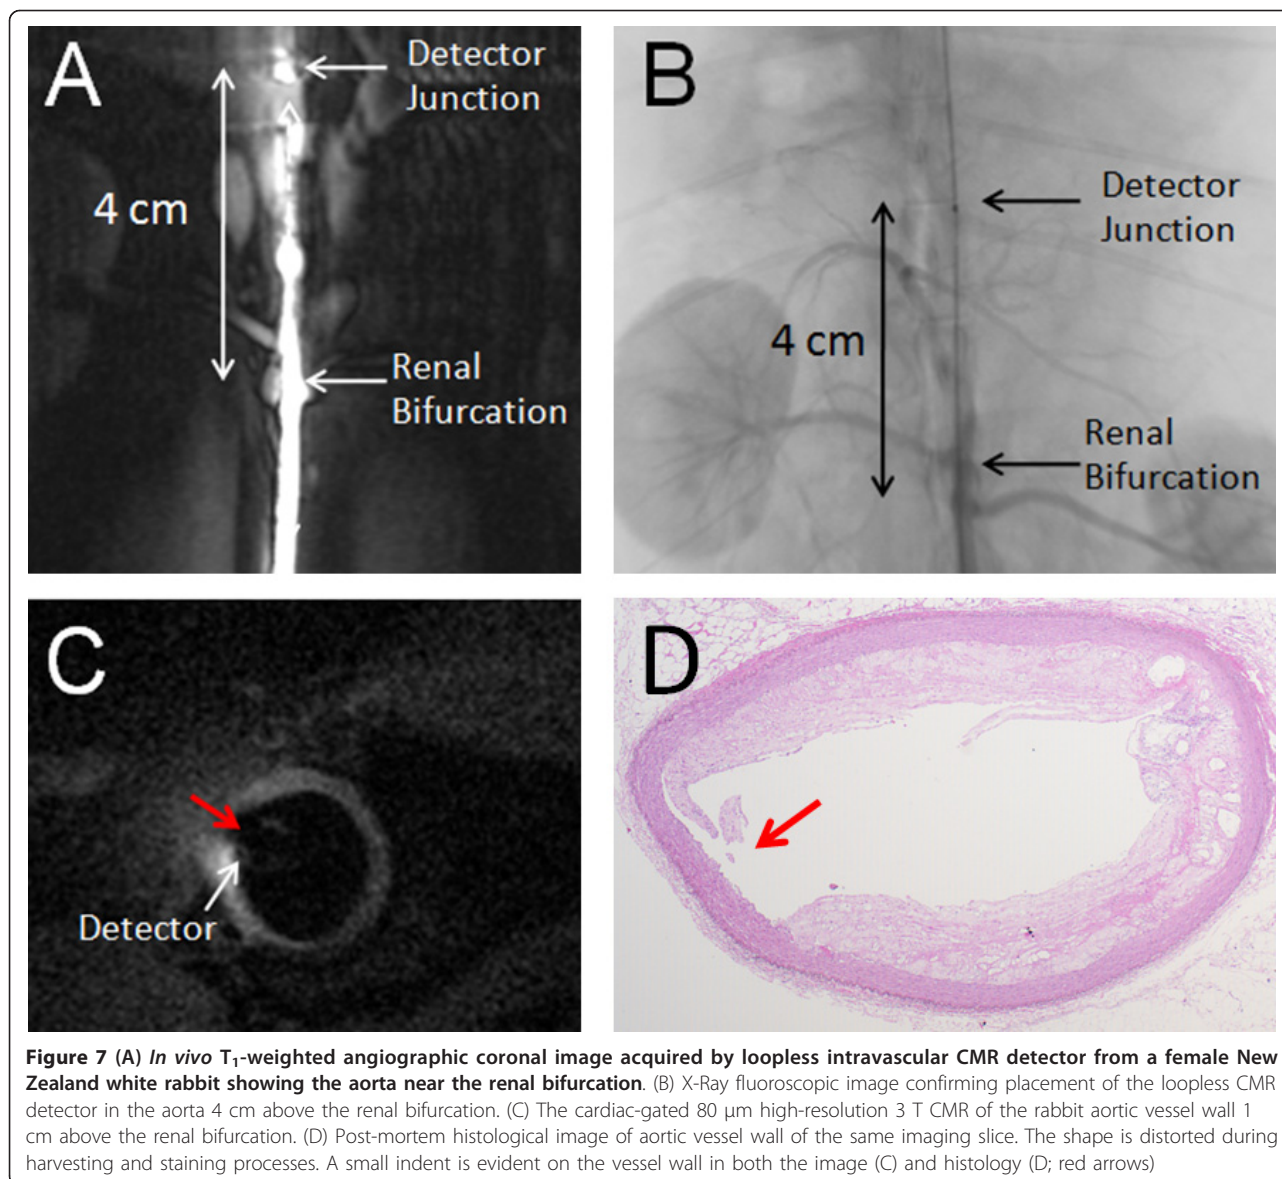 A
Detector
Junction
4 cm
Renal
Bifurcation
B
Detector
Junction
4 cm
Renal
Bifurcation
C
Detector
D
Figure 7 (A) In vivo T₁-weighted angiographic coronal image acquired by loopless intravascular CMR detector from a female New
Zealand white rabbit showing the aorta near the renal bifurcation. (B) X-Ray fluoroscopic image confirming placement of the loopless CMR
detector in the aorta 4 cm above the renal bifurcation. (C) The cardiac-gated 80 μm high-resolution 3 T CMR of the rabbit aortic vessel wall 1
cm above the renal bifurcation. (D) Post-mortem histological image of aortic vessel wall of the same imaging slice. The shape is distorted during
harvesting and staining processes. A small indent is evident on the vessel wall in both the image (C) and histology (D; red arrows)